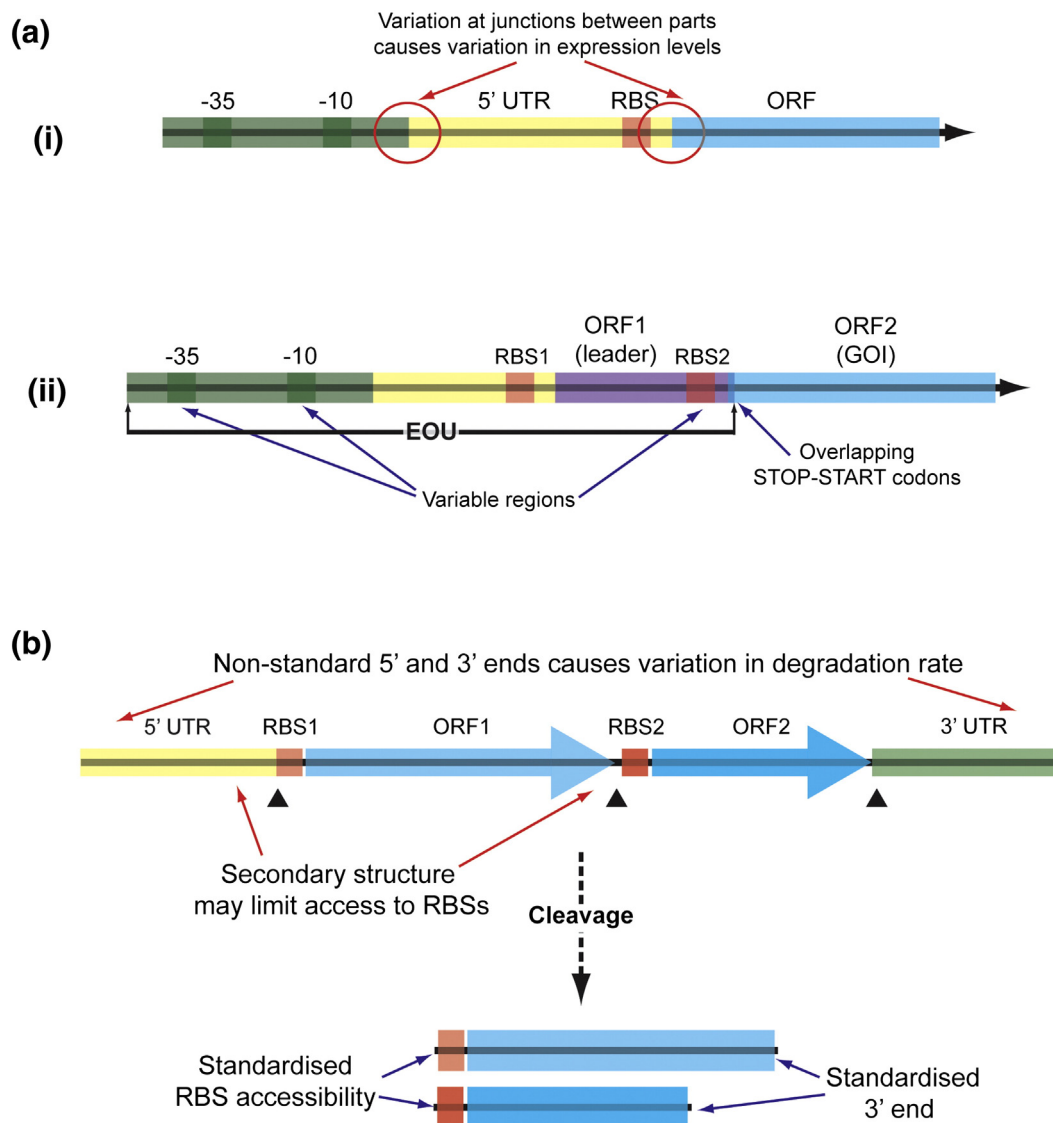 (a)
Variation at junctions between parts
causes variation in expression levels
-35
-10
5’ UTR
RBS
ORF
(i)
ORF1
(leader)
ORF2
(GOI)
-35
-10
RBS1
RBS2
(ii)
EOU
Overlapping
STOP-START codons
Variable regions
(b)
Non-standard 5’ and 3’ ends causes variation in degradation rate
5’ UTR
RBS1
ORF1
RBS2
ORF2
3’ UTR
Secondary structure
may limit access to RBSs
Cleavage
Standardised
RBS accessibility
Standardised
3’ end